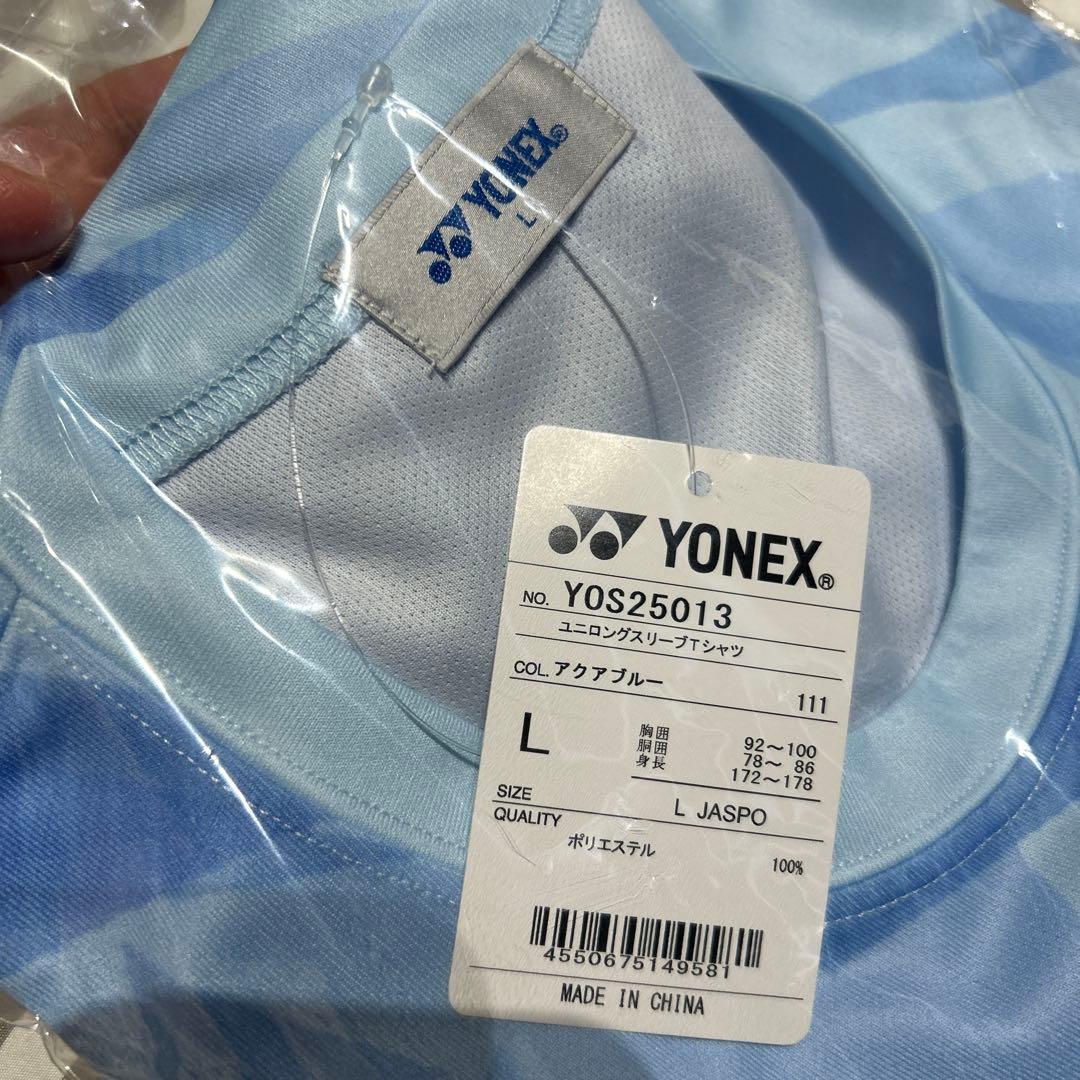 YONEX®
L
YONEX®
NO. YOS25013
ユニロングスリーブTシャツ
COL. アクアブルー
111
L
胸囲 92～100
胴囲 78～ 86
身長 172～178
SIZE
L JASPO
QUALITY
ポリエステル 100%
4550675149581
MADE IN CHINA